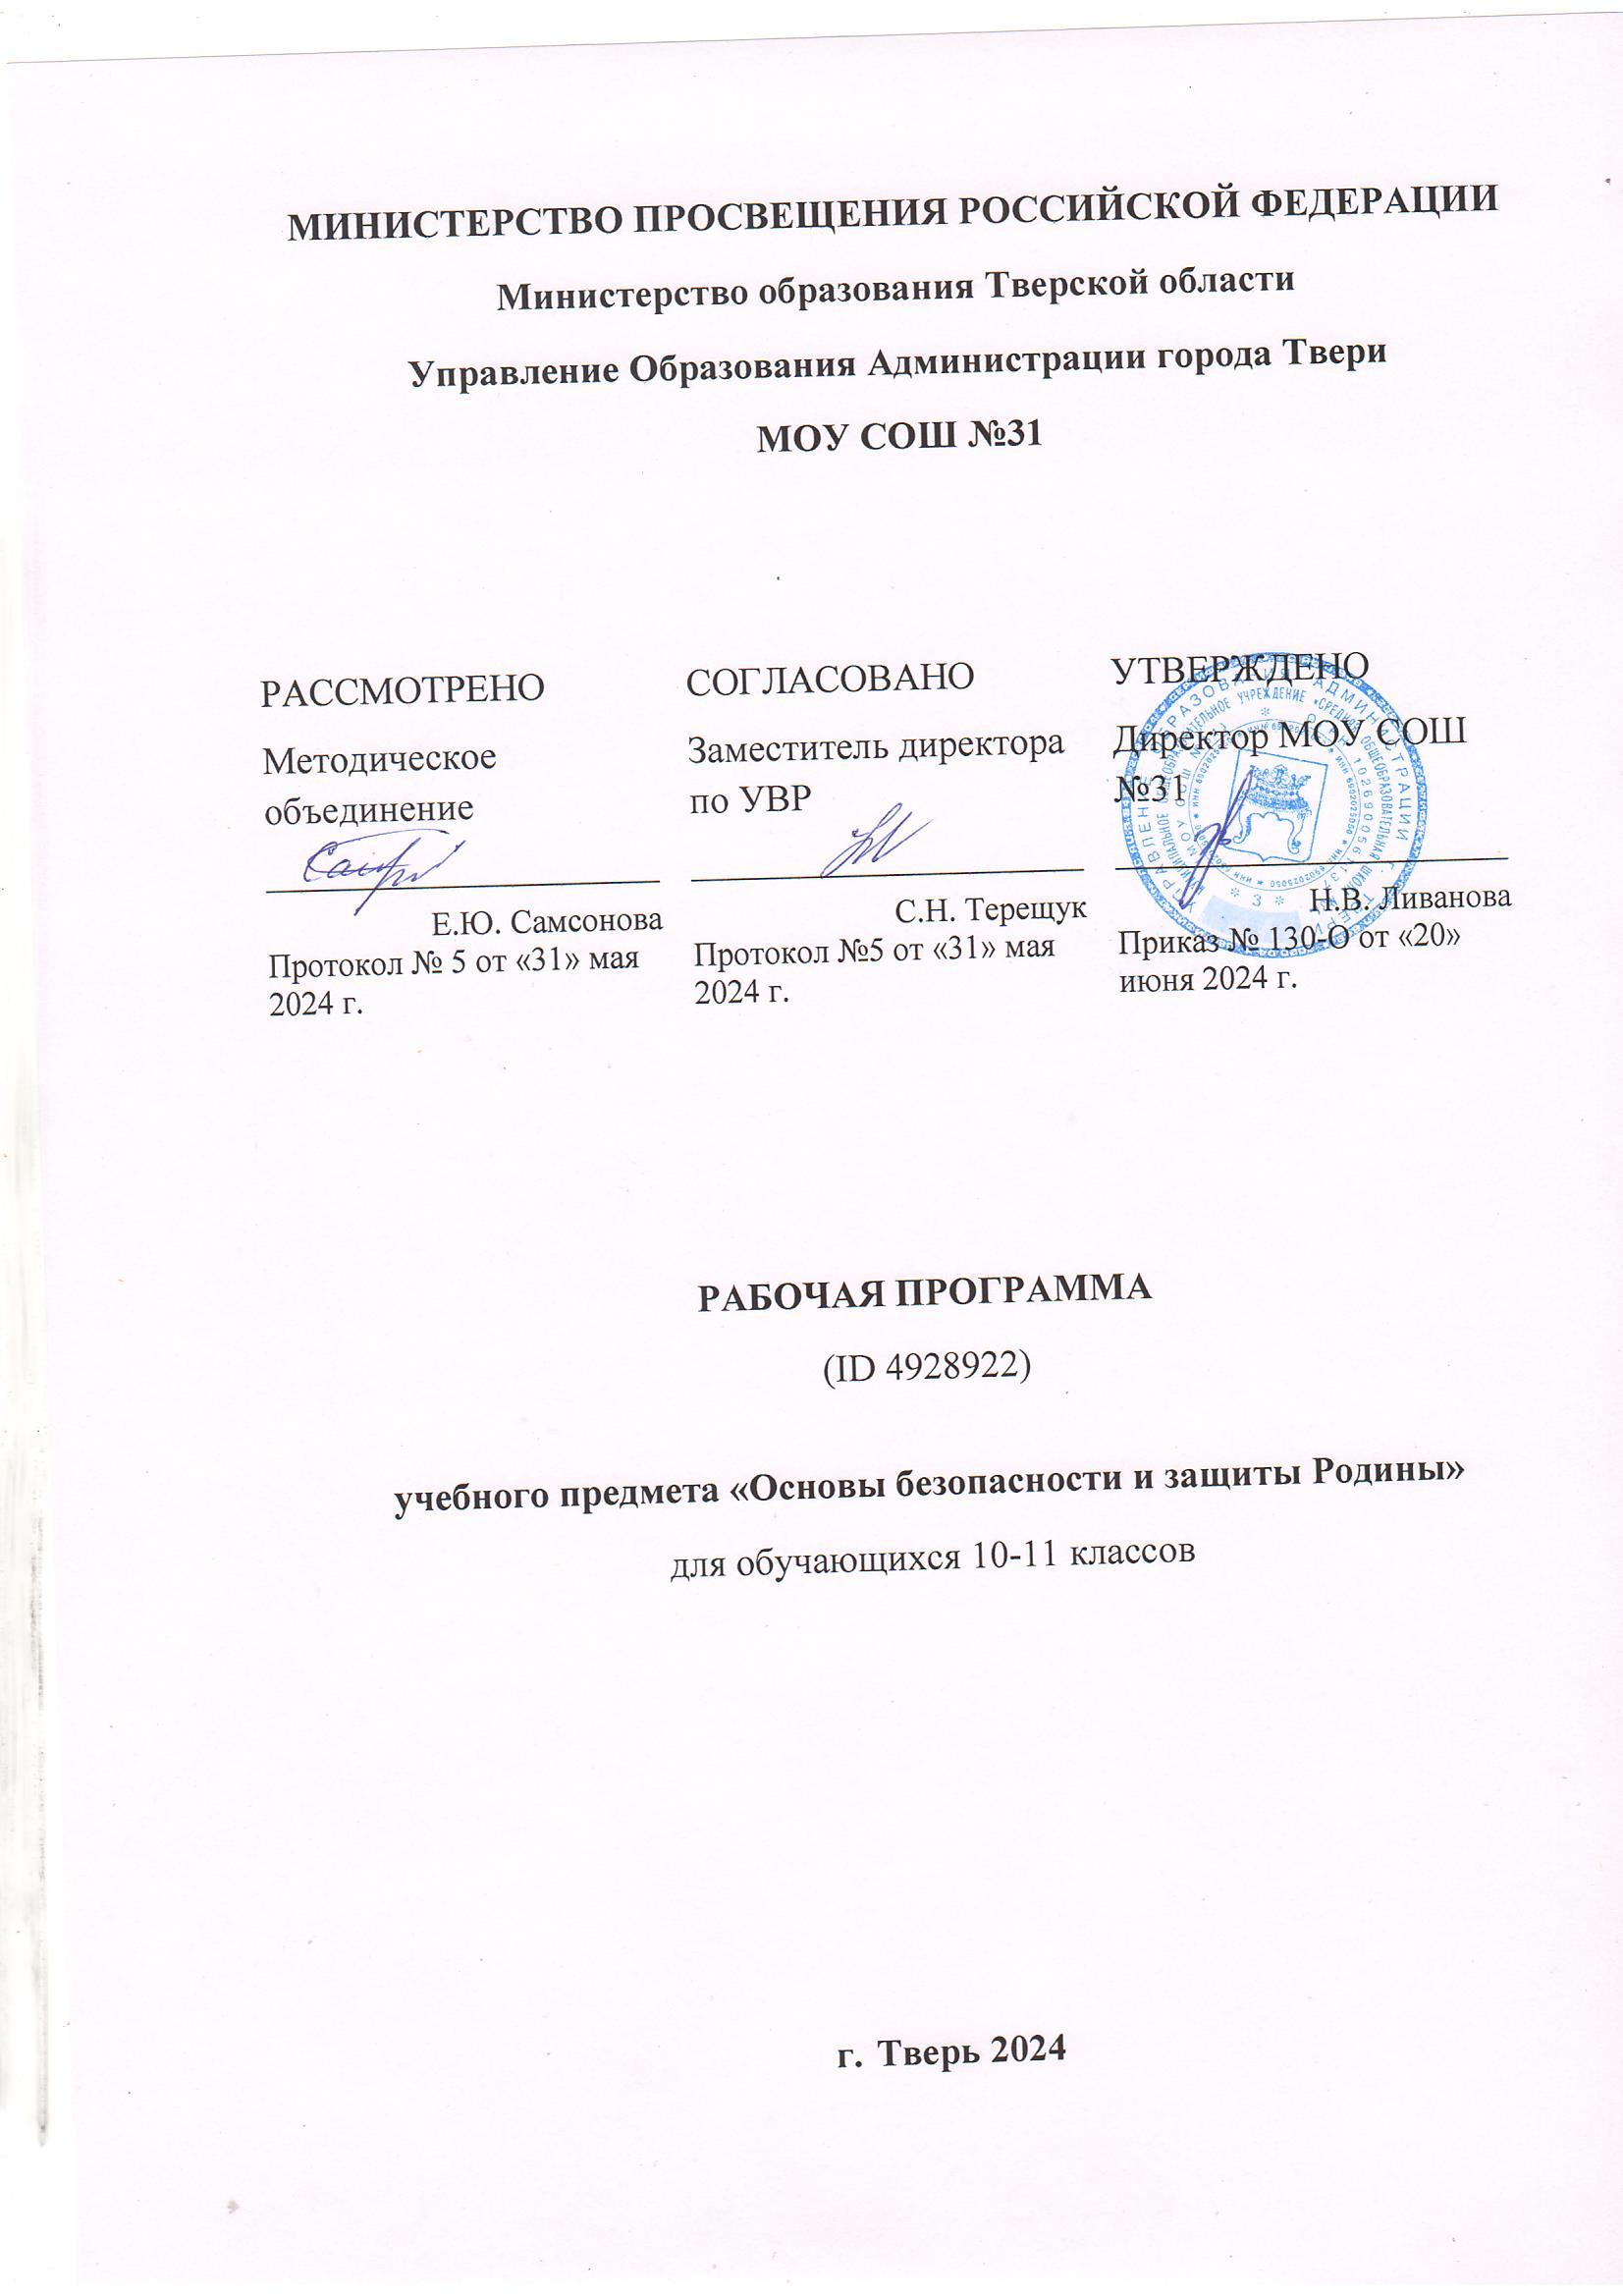 МИНИСТЕРСТВО ПРОСВЕЩЕНИЯ РОССИЙСКОЙ ФЕДЕРАЦИИ
Министерство образования Тверской области
Управление Образования Администрации города Твери
МОУ СОШ №31
РАССМОТРЕНО
Методическое
объединение
Е.Ю. Самсонова
Протокол № 5 от «31» мая
2024 г.
СОГЛАСОВАНО
Заместитель директора
по УВР
С.Н. Терещук
Протокол №5 от «31» мая
2024 г.
УТВЕРЖДЕНО
Директор МОУ СОШ
№31
Н.В. Ливанова
Приказ № 130-О от «20»
июня 2024 г.
РАБОЧАЯ ПРОГРАММА
(ID 4928922)
учебного предмета «Основы безопасности и защиты Родины»
для обучающихся 10-11 классов
г. Тверь 2024